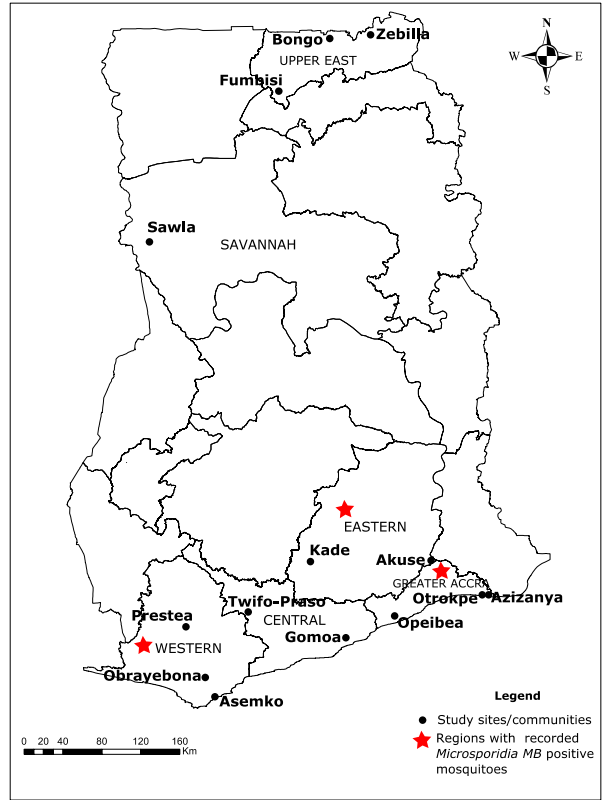 N
W E
S
Bongo Zebilla
UPPER EAST
Fumbisi
Sawla
SAVANNAH
EASTERN
Kade
Akuse
GREATER ACCRA
Otrokpe Azizanya
Twifo-Praso
CENTRAL
Opeibea
Prestea
Gomoa
WESTERN
Obrayebona
Asemko
Legend
Study sites/communities
Regions with recorded
Microsporidia MB positive
mosquitoes
0 20 40 80 120 160
Km